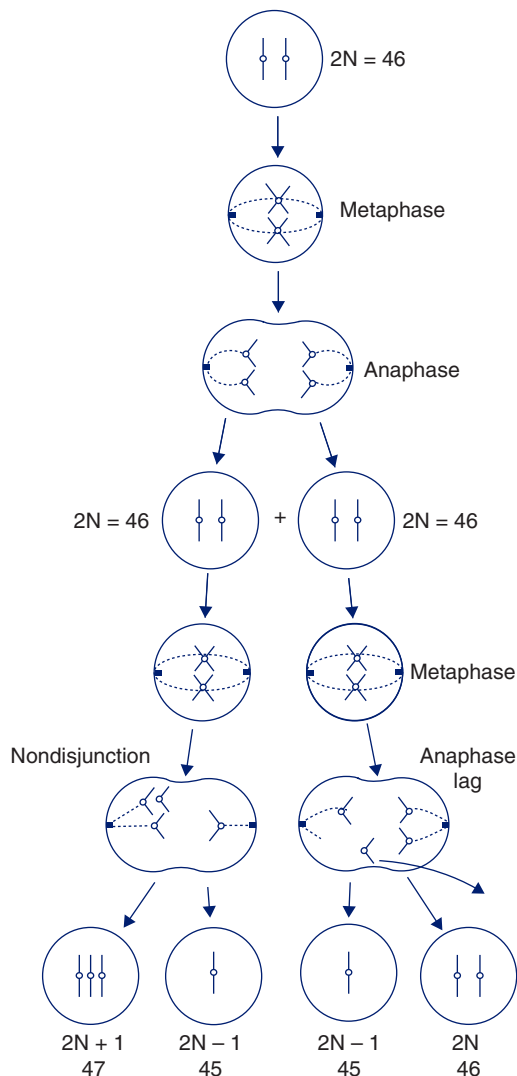 2N = 46
Metaphase
Anaphase
2N = 46
+
2N = 46
Metaphase
Nondisjunction
Anaphase
lag
2N + 1
47
2N – 1
45
2N – 1
45
2N
46